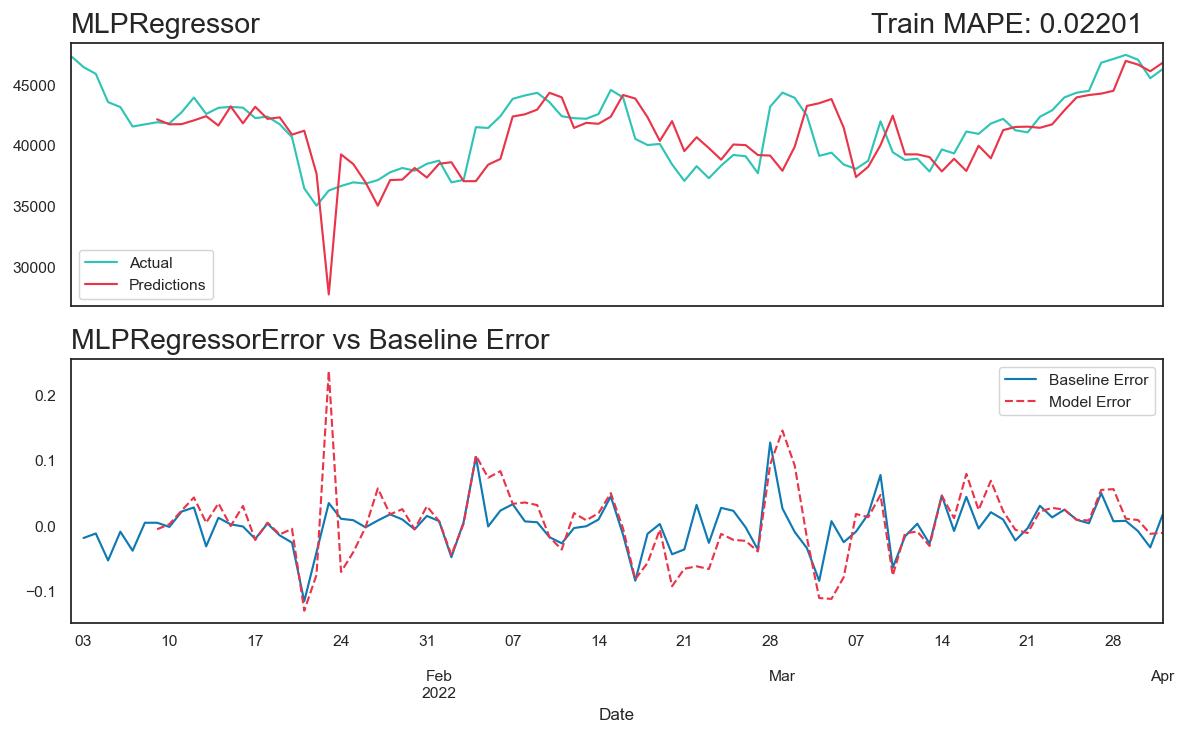 MLPRegressor
Train MAPE: 0.02201
45000
40000
35000
30000
Actual
Predictions
MLPRegressorError vs Baseline Error
0.2
0.1
0.0
−0.1
Baseline Error
Model Error
03 10 17 24 31 07 14 21 28 07 14 21 28
Feb Mar Apr
2022
Date